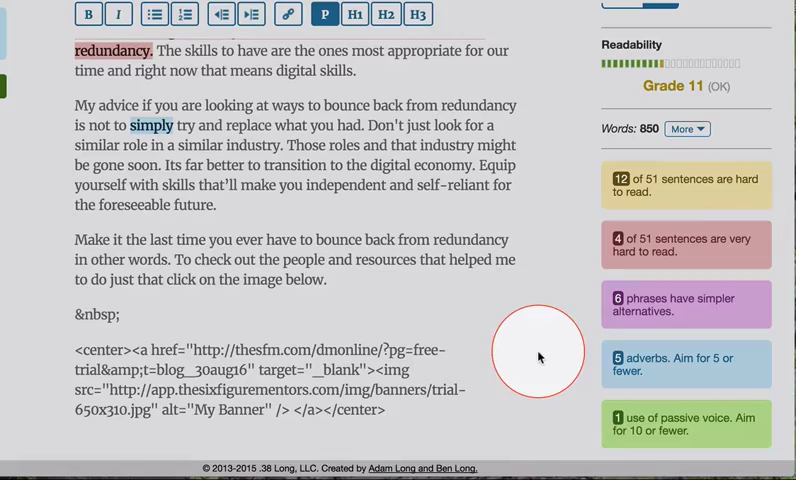 B I P H1 H2 H3
redundancy. The skills to have are the ones most appropriate for our
time and right now that means digital skills.
My advice if you are looking at ways to bounce back from redundancy
is not to simply try and replace what you had. Don't just look for a
similar role in a similar industry. Those roles and that industry might
be gone soon. Its far better to transition to the digital economy. Equip
yourself with skills that'll make you independent and self-reliant for
the foreseeable future.
Make it the last time you ever have to bounce back from redundancy
in other words. To check out the people and resources that helped me
to do just that click on the image below.
&nbsp;
<center><a href="http://thesfm.com/dmonline/?pg=free-
trial&amp;t=blog_30aug16" target="_blank"><img
src="http://app.thesixfigurementors.com/img/banners/trial-
650x310.jpg" alt="My Banner" /> </a></center>
Readability
Grade 11 (OK)
Words: 850 More
12 of 51 sentences are hard
to read.
4 of 51 sentences are very
hard to read.
6 phrases have simpler
alternatives.
5 adverbs. Aim for 5 or
fewer.
1 use of passive voice. Aim
for 10 or fewer.
© 2013-2015 .38 Long, LLC. Created by Adam Long and Ben Long.